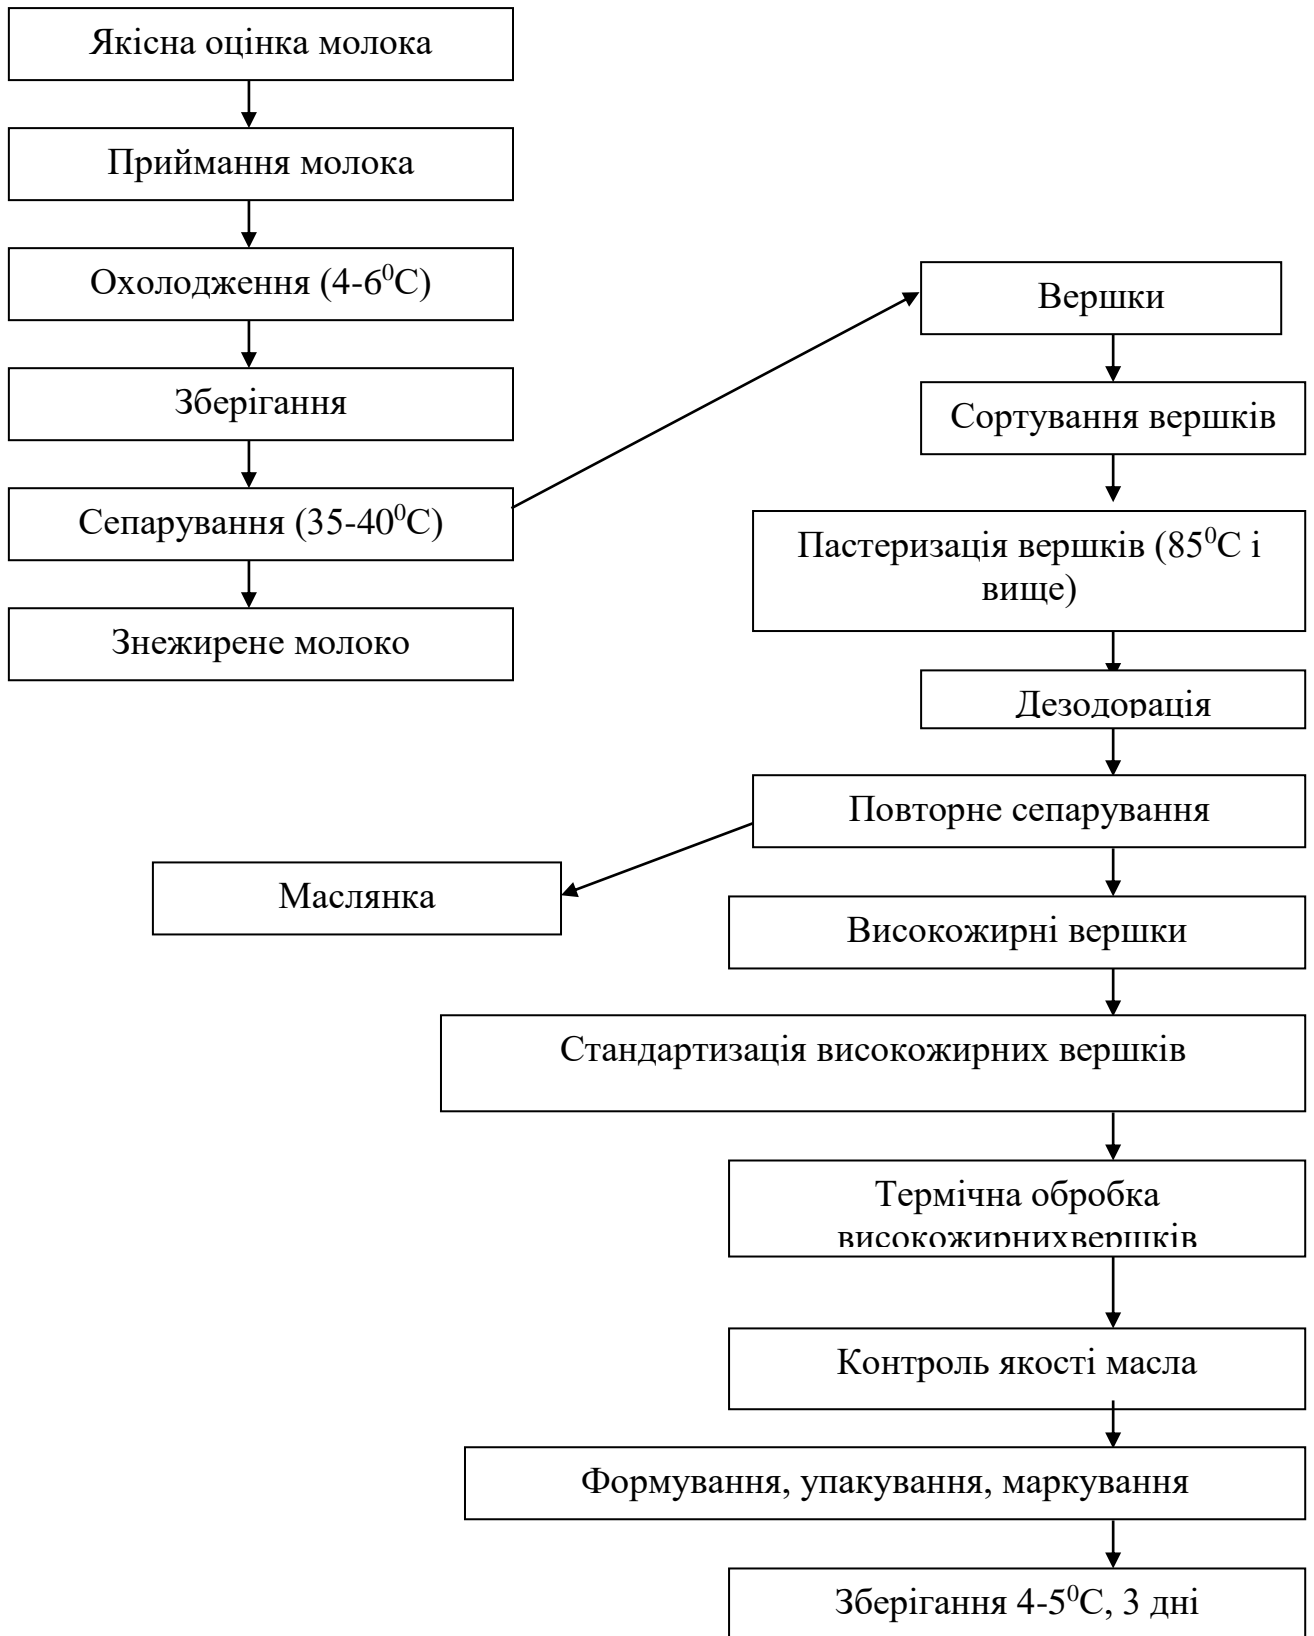 Якісна оцінка молока
Приймання молока
Охолодження (4-6⁰С)
Зберігання
Сепарування (35-40⁰С)
Знежирене молоко
Вершки
Сортування вершків
Пастеризація вершків (85⁰С і
вище)
Дезодорація
Повторне сепарування
Маслянка
Високожирні вершки
Стандартизація високожирних вершків
Термічна обробка
високожирнихвершків
Контроль якості масла
Формування, упакування, маркування
Зберігання 4-5⁰С, 3 дні